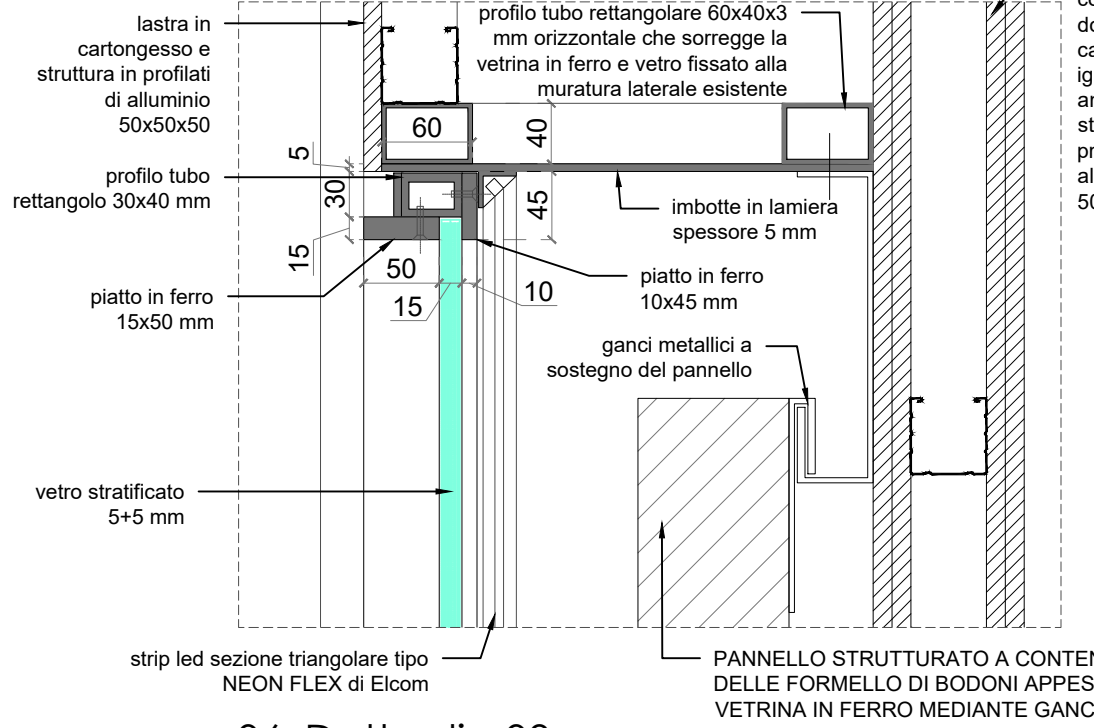 lastra in
cartongesso e
struttura in profilati
di alluminio
50x50x50
profilo tubo rettangolare 60x40x3
mm orizzontale che sorregge la
vetrina in ferro e vetro fissato alla
muratura laterale esistente
60
40
5
profilo tubo
rettangolo 30x40 mm
30
45
imbotte in lamiera
spessore 5 mm
15
50
10
15
piatto in ferro
15x50 mm
piatto in ferro
10x45 mm
ganci metallici a
sostegno del pannello
vetro stratificato
5+5 mm
strip led sezione triangolare tipo
NEON FLEX di Elcom
PANNELLO STRUTTURATO A
DELLE FORMELLO DI BODONI
VETRINA IN FERRO MEDIANTE